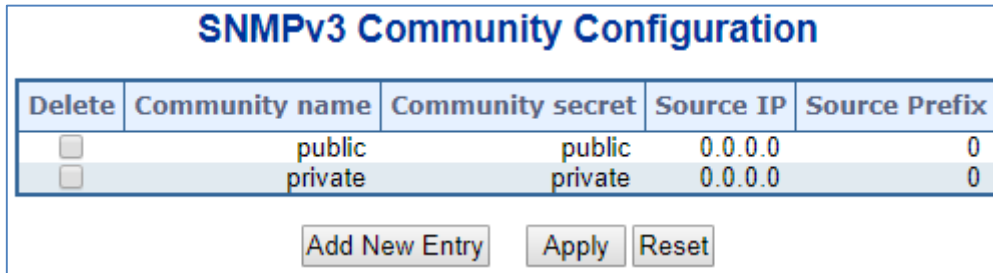 SNMPv3 Community Configuration
Delete Community name Community secret Source IP Source Prefix
public public 0.0.0.0 0
private private 0.0.0.0 0
Add New Entry Apply Reset